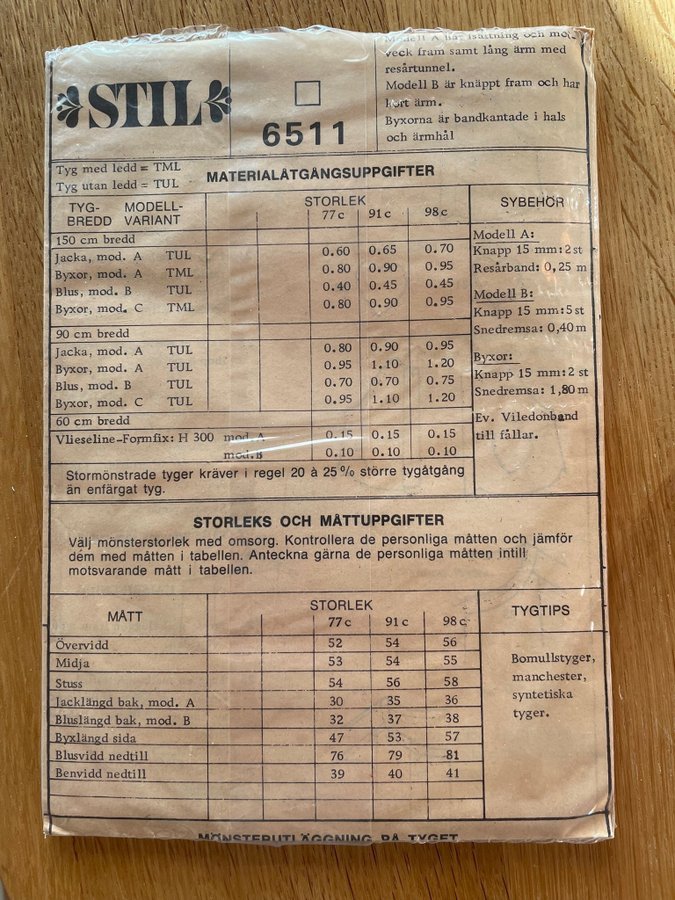 STIL
6511
Modell A har isättning och mot-
veck fram samt lång ärm med
resårtunnel.
Modell B är knäppt fram och har
kort ärm.
Byxorna är bandkantade i hals
och ärmhål
Tyg med ledd = TML
Tyg utan ledd = TUL
MATERIALÅTGÅNGSUPPGIFTER
TYG- MODELL-
BREDD VARIANT
STORLEK
77 c 91 c 98 c
SYBEHÖR
150 cm bredd
Jacka, mod. A TUL 0.60 0.65 0.70
Byxor, mod. A TML 0.80 0.90 0.95
Blus, mod. B TUL 0.40 0.45 0.45
Byxor, mod. C TML 0.80 0.90 0.95
90 cm bredd
Jacka, mod. A TUL 0.80 0.90 0.95
Byxor, mod. A TUL 0.95 1.10 1.20
Blus, mod. B TUL 0.70 0.70 0.75
Byxor, mod. C TUL 0.95 1.10 1.20
60 cm bredd
Vlieseline-Formfix: H 300 mod. A 0.15 0.15 0.15
mod. B 0.10 0.10 0.10
Modell A:
Knapp 15 mm: 2 st
Resårband: 0,25 m
Modell B:
Knapp 15 mm: 5 st
Snedremsa: 0,40 m
Byxor:
Knapp 15 mm: 2 st
Snedremsa: 1,80 m
Ev. Viledonband
till fållar.
Stormönstrade tyger kräver i regel 20 à 25 % större tygåtgång
än enfärgat tyg.
STORLEKS OCH MÅTTUPPGIFTER
Välj mönsterstorlek med omsorg. Kontrollera de personliga måtten och jämför
dem med måtten i tabellen. Anteckna gärna de personliga måtten intill
motsvarande mått i tabellen.
MÅTT
STORLEK
77 c 91 c 98 c
TYGTIPS
Övervidd 52 54 56
Midja 53 54 55
Stuss 54 56 58
Jacklängd bak, mod. A 30 35 36
Bluslängd bak, mod. B 32 37 38
Byxlängd sida 47 53 57
Blusvidd nedtill 76 79 81
Benvidd nedtill 39 40 41
Bomullstyger,
manchester,
syntetiska
tyger.
MÖNSTERUTLÄGGNING PÅ TYGET